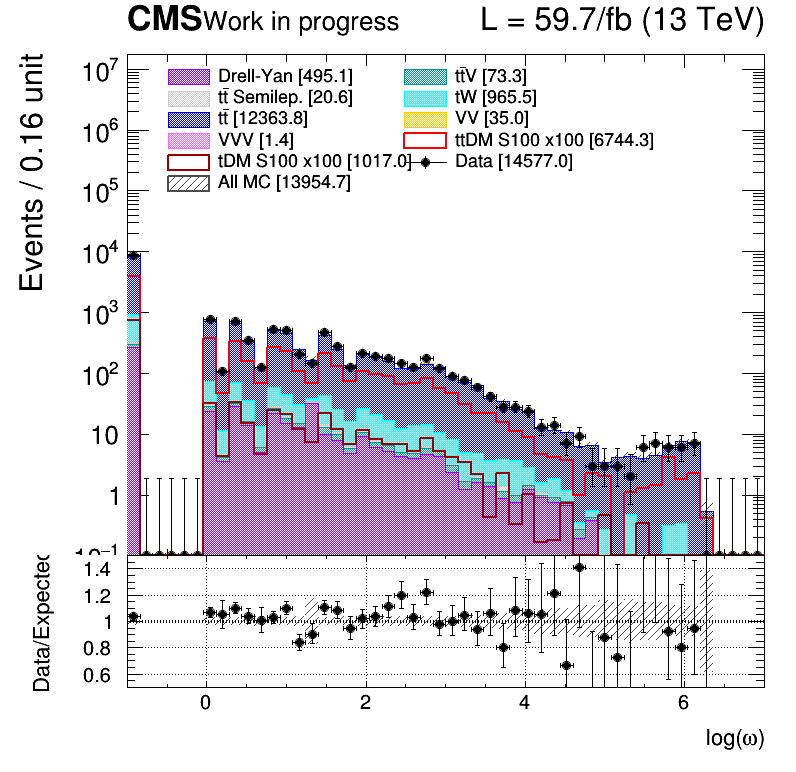 CMS Work in progress L = 59.7/fb (13 TeV)
Events / 0.16 unit
10⁷
10⁶
10⁵
10⁴
10³
10²
10
1
10⁻¹
Drell-Yan [495.1] tt̄V [73.3]
tt̄ Semilep. [20.6] tW [965.5]
tt̄ [12363.8] VV [35.0]
VVV [1.4] ttDM S100 x100 [6744.3]
tDM S100 x100 [1017.0] Data [14577.0]
All MC [13954.7]
Data/Expected
1.4
1.2
1
0.8
0.6
0 2 4 6
log(ω)